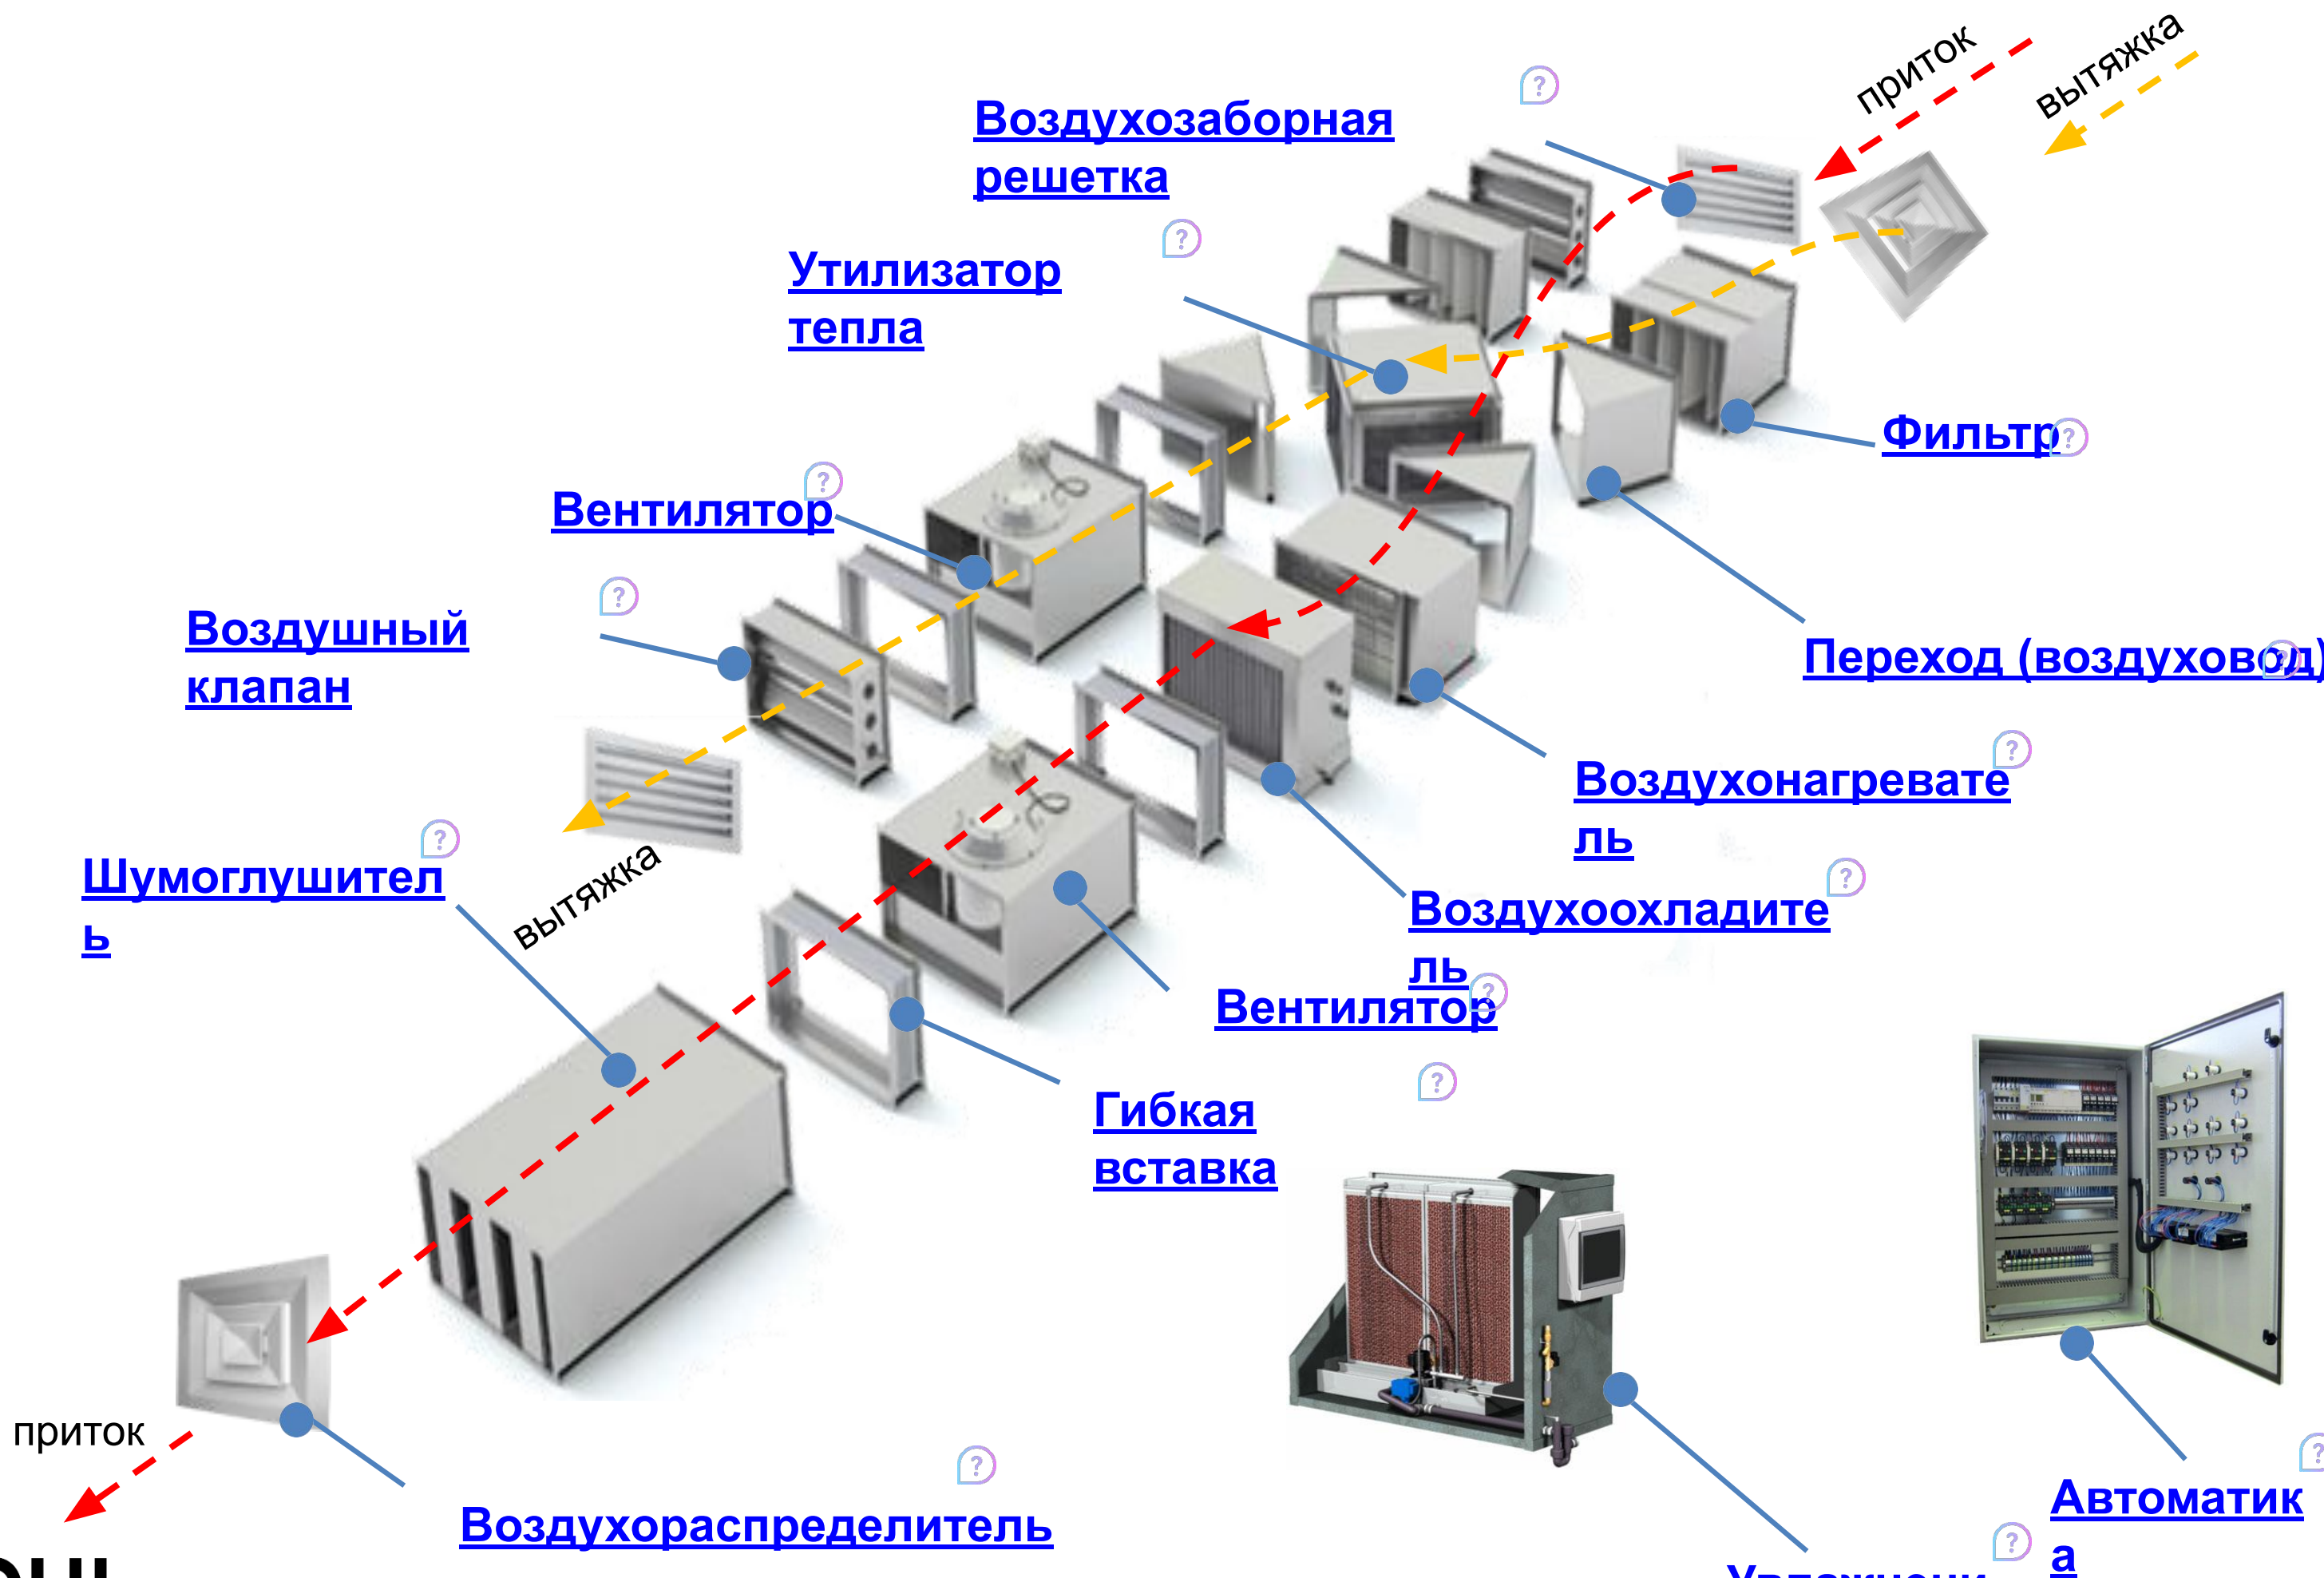 приток
вытяжка
Воздухозаборная
решетка
Утилизатор
тепла
Фильтр
Вентилятор
Воздушный
клапан
Переход (воздуховод)
Воздухонагревате
ль
Шумоглушител
ь
вытяжка
Воздухоохладите
ль
Вентилятор
Гибкая
вставка
приток
Воздухораспределитель
Автоматик
а